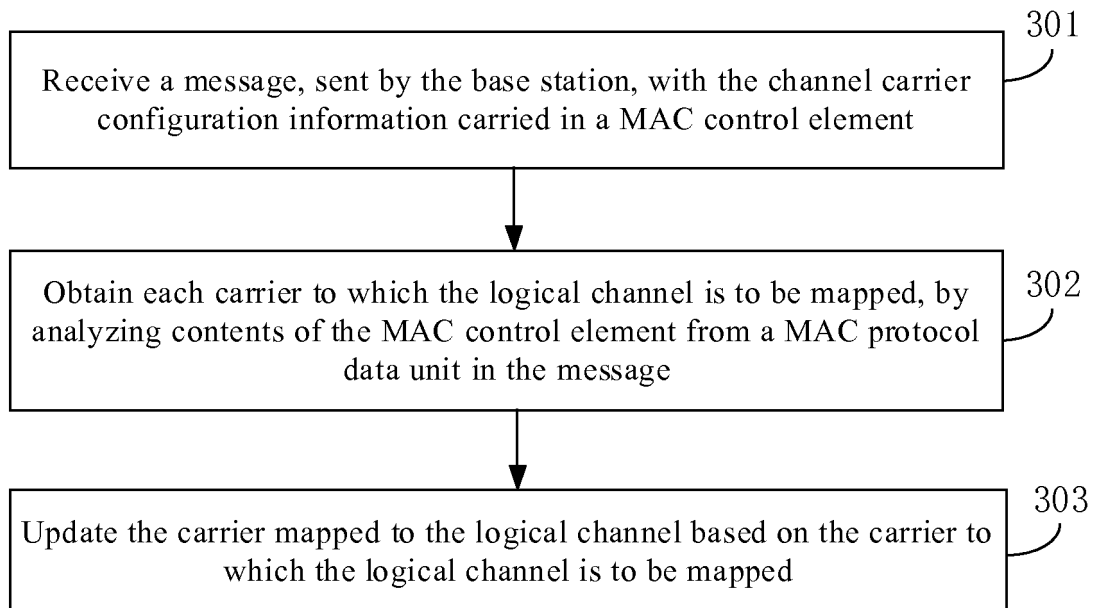 301
Receive a message, sent by the base station, with the channel carrier
configuration information carried in a MAC control element
302
Obtain each carrier to which the logical channel is to be mapped, by
analyzing contents of the MAC control element from a MAC protocol
data unit in the message
303
Update the carrier mapped to the logical channel based on the carrier to
which the logical channel is to be mapped